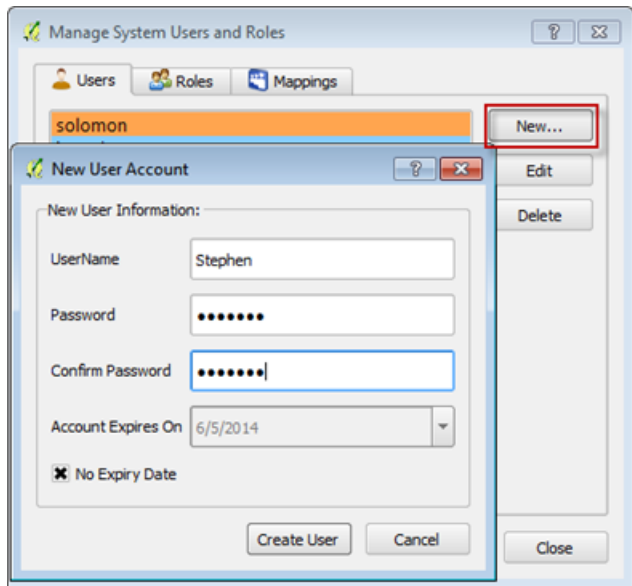 Manage System Users and Roles
Users
Roles
Mappings
solomon
New...
Edit
Delete
New User Account
New User Information:
UserName
Stephen
Password
•••••••
Confirm Password
•••••••
Account Expires On
6/5/2014
No Expiry Date
Create User
Cancel
Close